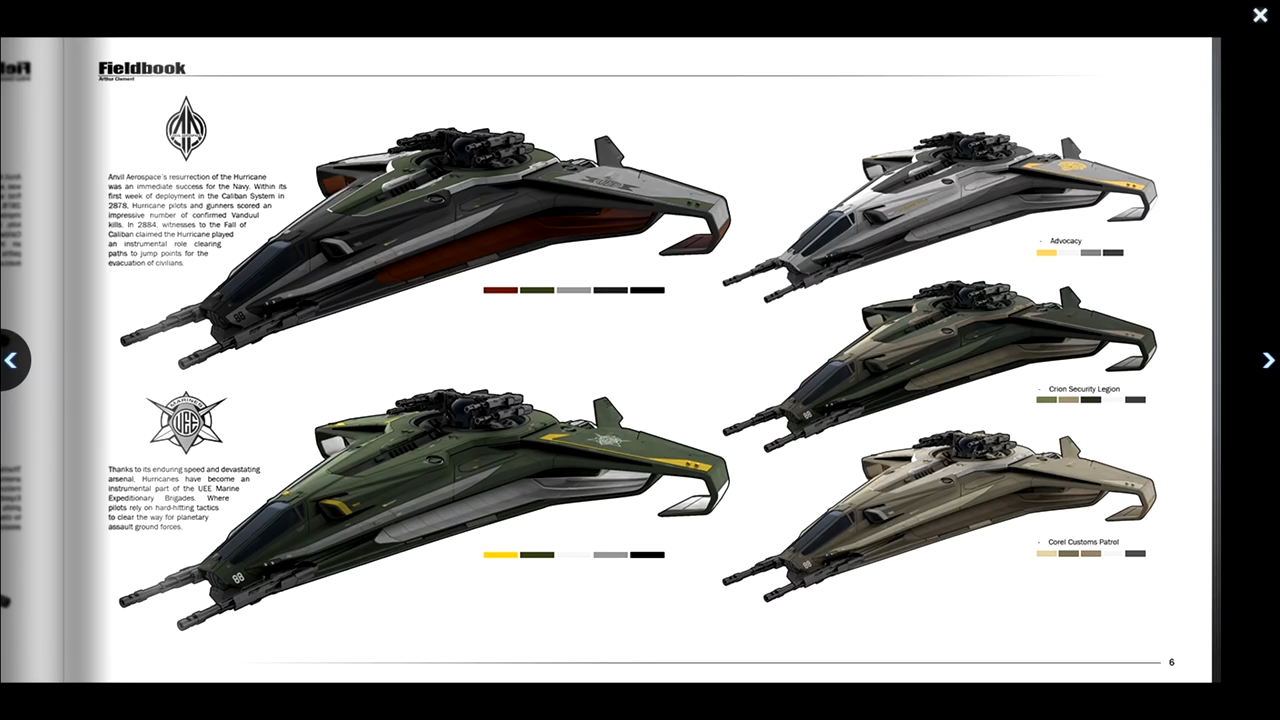 Fieldbook
Arthur Clement
Anvil Aerospace's resurrection of the Hurricane
was an immediate success for the Navy. Within its
first week of deployment in the Caliban System in
2878, Hurricane pilots and gunners scored an
impressive number of confirmed Vanduul
kills. In 2884, witnesses to the Fall of
Caliban claimed the Hurricane played
an instrumental role clearing
paths to jump points for the
evacuation of civilians.
88
MARINES
UEE
Thanks to its enduring speed and devastating
arsenal, Hurricanes have become an
instrumental part of the UEE Marine
Expeditionary Brigades. Where
pilots rely on hard-hitting tactics
to clear the way for planetary
assault ground forces.
88
- Advocacy
88
- Crion Security Legion
88
- Corel Customs Patrol
6